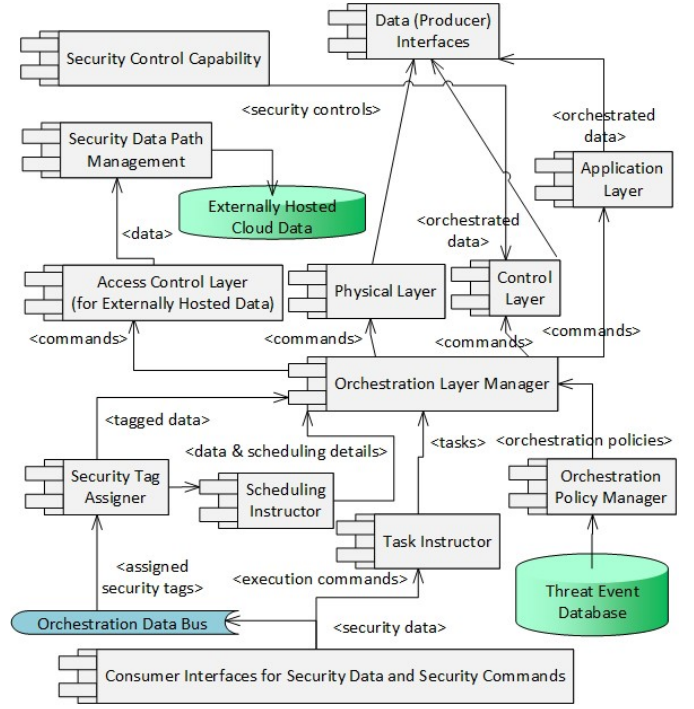 Data (Producer)
Interfaces
Security Control Capability
<security controls>
Security Data Path
Management
<orchestrated
data>
Application
Layer
Externally Hosted
Cloud Data
<data>
<orchestrated
data>
Access Control Layer
(for Externally Hosted Data)
Physical Layer
Control
Layer
<commands>
<commands>
<commands>
<commands>
Orchestration Layer Manager
<tagged data>
<data & scheduling details>
<tasks>
<orchestration policies>
Security Tag
Assigner
Scheduling
Instructor
Orchestration
Policy Manager
Task Instructor
<assigned
security tags>
<execution commands>
Threat Event
Database
Orchestration Data Bus
<security data>
Consumer Interfaces for Security Data and Security Commands